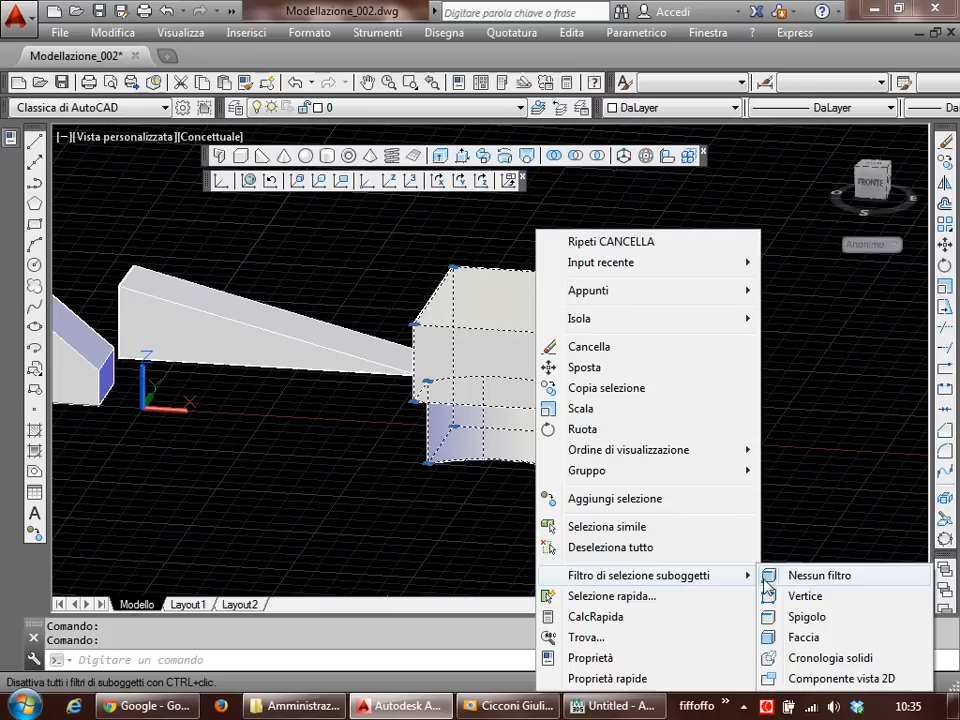 Modellazione_002.dwg
Digitare parola chiave o frase
Accedi
File
Modifica
Visualizza
Inserisci
Formato
Strumenti
Disegna
Quotatura
Edita
Parametrico
Finestra
?
Express
Modellazione_002*
Classica di AutoCAD
0
DaLayer
DaLayer
Da
[−][Vista personalizzata][Concettuale]
FRONTE
O
S
E
Anonimo
Z
Y
X
Ripeti CANCELLA
Input recente
Appunti
Isola
Cancella
Sposta
Copia selezione
Scala
Ruota
Ordine di visualizzazione
Gruppo
Aggiungi selezione
Seleziona simile
Deseleziona tutto
Filtro di selezione suboggetti
Selezione rapida...
CalcRapida
Trova...
Proprietà
Proprietà rapide
Nessun filtro
Vertice
Spigolo
Faccia
Cronologia solidi
Componente vista 2D
Modello
Layout1
Layout2
Comando:
Comando:
Digitare un comando
Disattiva tutti i filtri di suboggetti con CTRL+clic.
Google - Go...
Amministraz...
Autodesk A...
Cicconi Giuli...
Untitled - A...
fiffoffo
10:35